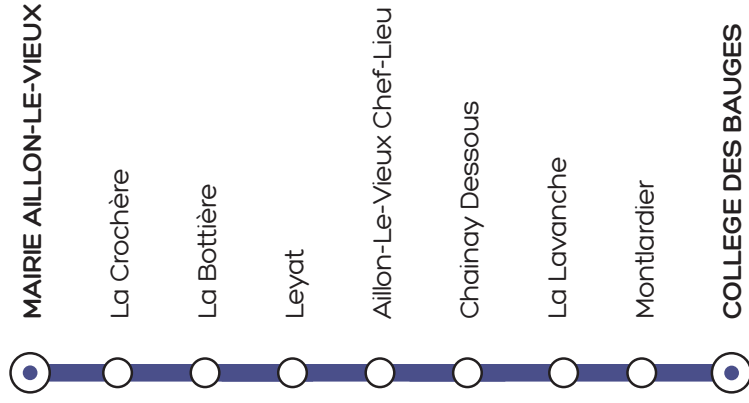 MAIRIE AILLON-LE-VIEUX
La Crochère
La Bottière
Leyat
Aillon-Le-Vieux Chef-Lieu
Chainay Dessous
La Lavanche
Montlardier
COLLEGE DES BAUGES